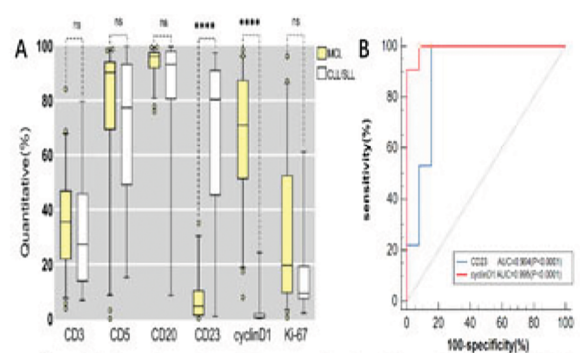 A
ns
ns
ns
****
****
ns
MCL
CLL/SLL
Quantitative(%)
100
80
60
40
20
0
CD3
CD5
CD20
CD23
cyclinD1
Ki-67
B
sensitivity(%)
100
80
60
40
20
0
CD23 AUC=0.904(P<0.0001)
cyclinD1 AUC=0.995(P<0.0001)
0 20 40 60 80 100
100-specificity(%)